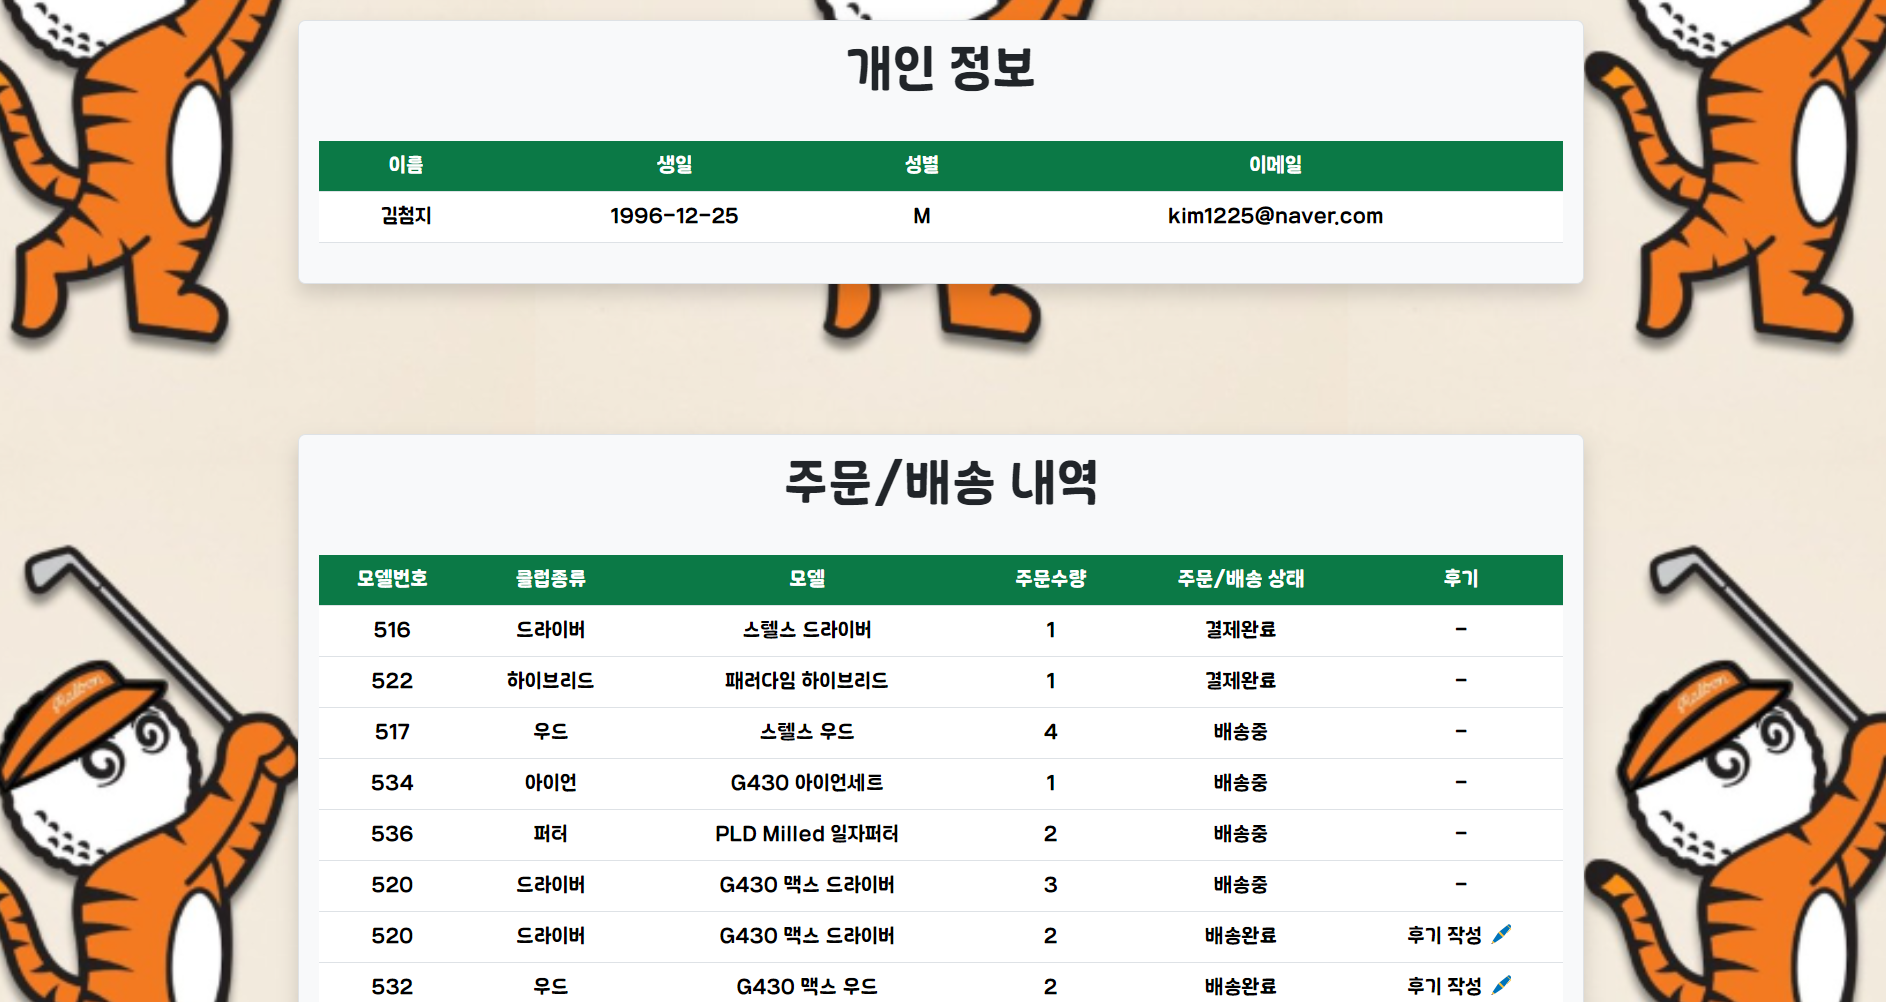 개인 정보
이름 생일 성별 이메일
김첨지 1996-12-25 M kim1225@naver.com
주문/배송 내역
모델번호 클럽종류 모델 주문수량 주문/배송 상태 후기
516 드라이버 스텔스 드라이버 1 결제완료 -
522 하이브리드 패러다임 하이브리드 1 결제완료 -
517 우드 스텔스 우드 4 배송중 -
534 아이언 G430 아이언세트 1 배송중 -
536 퍼터 PLD Milled 일자퍼터 2 배송중 -
520 드라이버 G430 맥스 드라이버 3 배송중 -
520 드라이버 G430 맥스 드라이버 2 배송완료 후기 작성
532 우드 G430 맥스 우드 2 배송완료 후기 작성